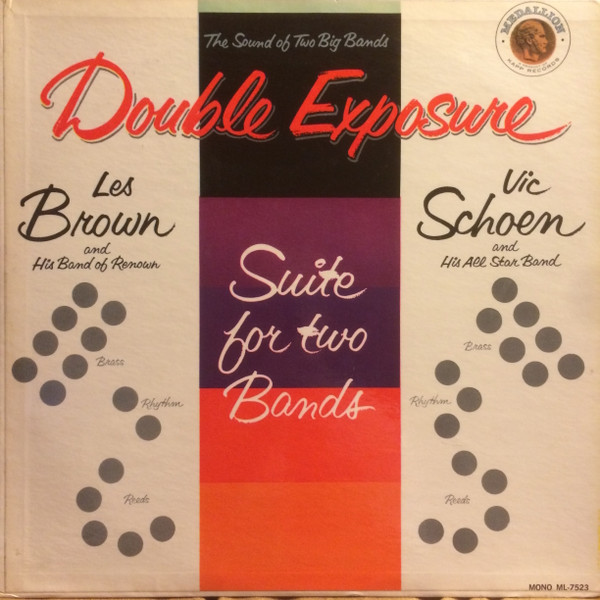 The Sound of Two Big Bands
MEDALLION
KAPP RECORDS
Double Exposure
Les
Brown
and
His Band of Renown
Vic
Schoen
and
His All Star Band
Suite
for two
Bands
Brass
Rhythm
Reeds
Brass
Rhythm
Reeds
MONO ML-7523